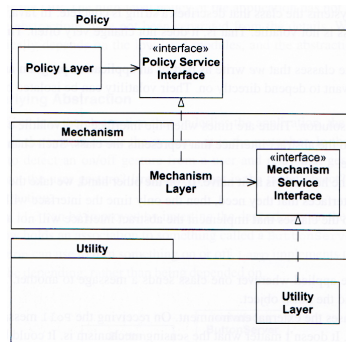 Policy
Policy Layer
«interface»
Policy Service
Interface
Mechanism
Mechanism
Layer
«interface»
Mechanism
Service
Interface
Utility
Utility
Layer